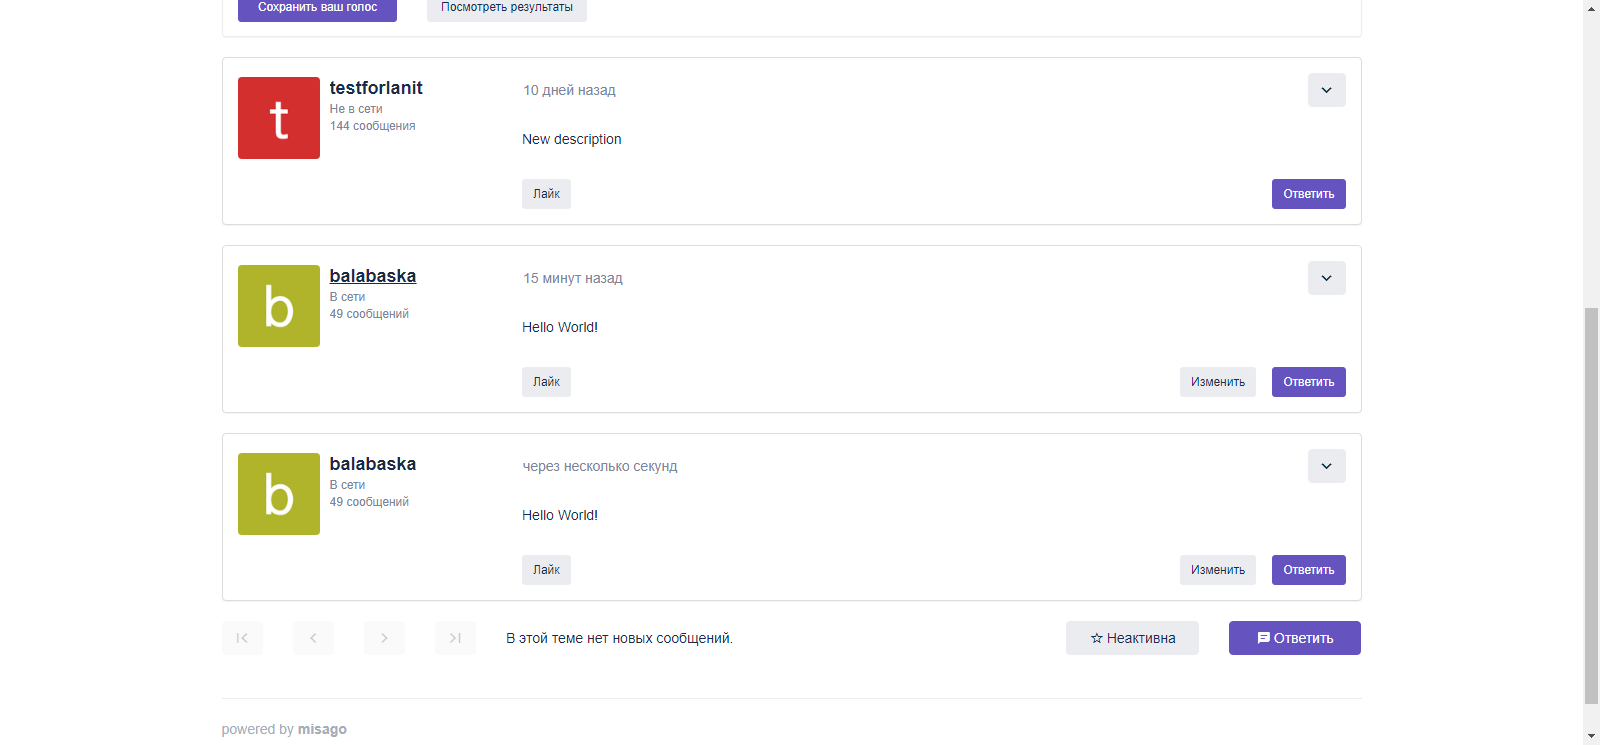 Сохранить ваш голос Посмотреть результаты
t
testforlanit
Не в сети
144 сообщения
10 дней назад
New description
Лайк Ответить
b
balabaska
В сети
49 сообщений
15 минут назад
Hello World!
Лайк Изменить Ответить
b
balabaska
В сети
49 сообщений
через несколько секунд
Hello World!
Лайк Изменить Ответить
В этой теме нет новых сообщений. Неактивна Ответить
powered by misago